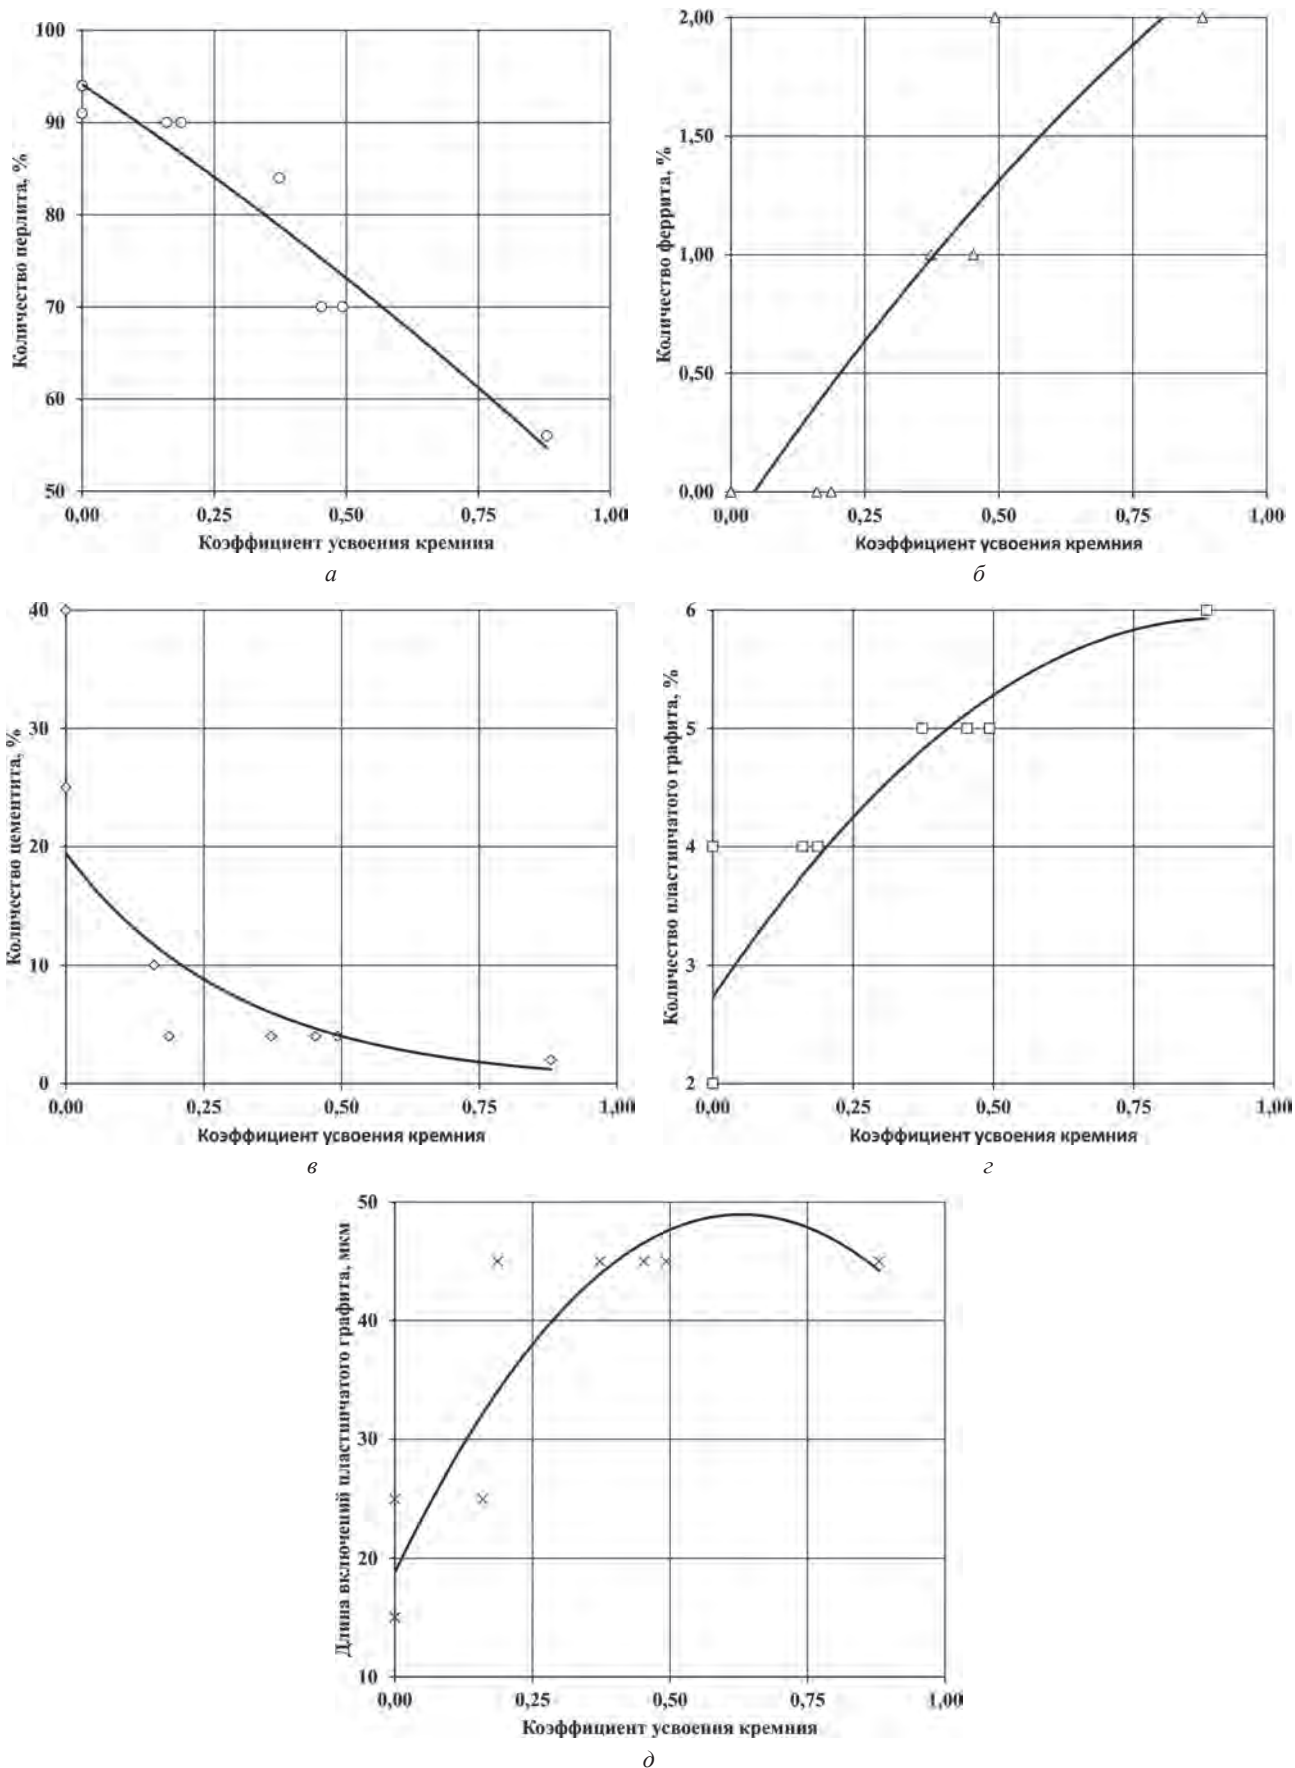 Количество перлита, %
100
90
80
70
60
50
0,00 0,25 0,50 0,75 1,00
Коэффициент усвоения кремния
а
Количество феррита, %
2,00
1,50
1,00
0,50
0,00
0,00 0,25 0,50 0,75 1,00
Коэффициент усвоения кремния
б
Количество цементита, %
40
30
20
10
0
0,00 0,25 0,50 0,75 1,00
Коэффициент усвоения кремния
в
Количество пластинчатого графита, %
6
5
4
3
2
0,00 0,25 0,50 0,75 1,00
Коэффициент усвоения кремния
г
Длина включений пластинчатого графита, мкм
50
40
30
20
10
0,00 0,25 0,50 0,75 1,00
Коэффициент усвоения кремния
д